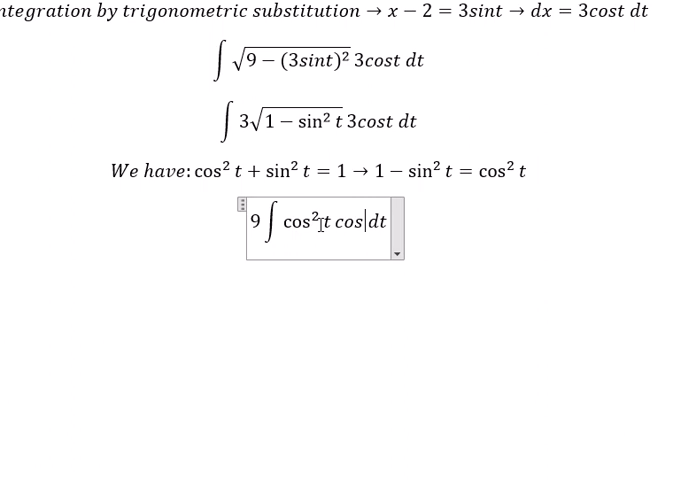 ntegration by trigonometric substitution → x − 2 = 3sint → dx = 3cost dt
∫ √9 − (3sint)² 3cost dt
∫ 3√1 − sin² t 3cost dt
We have: cos² t + sin² t = 1 → 1 − sin² t = cos² t
9 ∫ cos² t cos dt